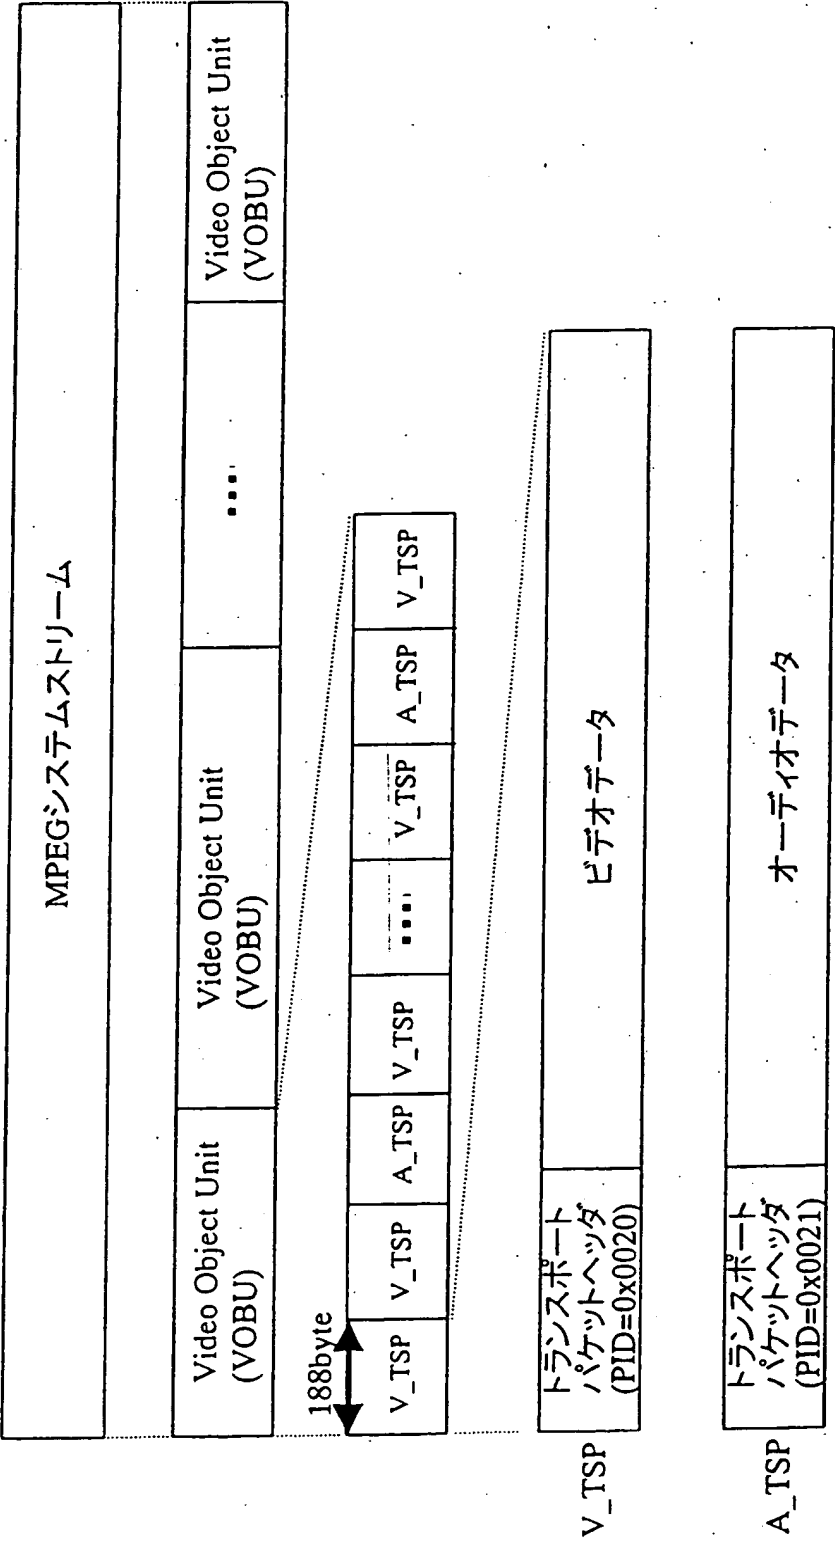 MPEGシステムストリーム
Video Object Unit
(VOBU)
Video Object Unit
(VOBU)
▪▪▪▪
Video Object Unit
(VOBU)
188byte
V_TSP
V_TSP
A_TSP
V_TSP
▪▪▪▪
V_TSP
A_TSP
V_TSP
V_TSP
トランスポート
パケットヘッダ
(PID=0x0020)
ビデオデータ
A_TSP
トランスポート
パケットヘッダ
(PID=0x0021)
オーディオデータ